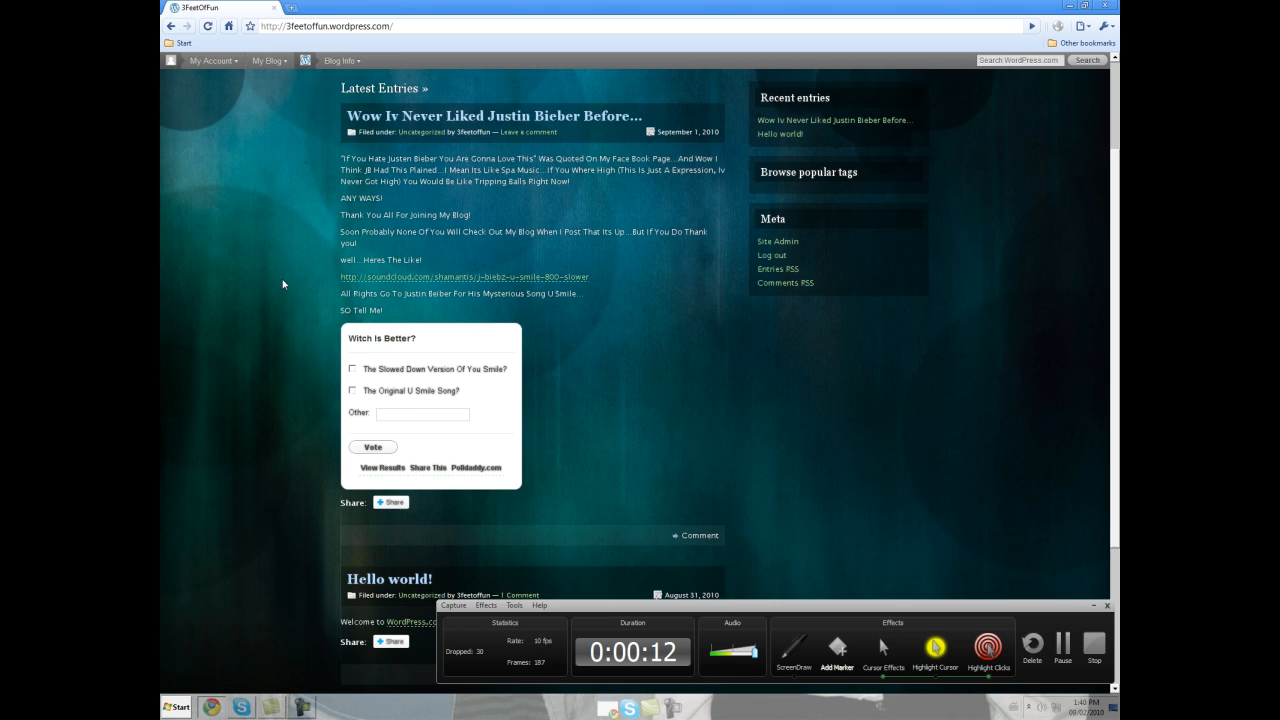 3FeetOfFun
http://3feetoffun.wordpress.com/
Start
Other bookmarks
My Account
My Blog
Blog Info
Search WordPress.com
Search
Latest Entries »
Wow Iv Never Liked Justin Bieber Before…
Filed under: Uncategorized by 3feetoffun — Leave a comment
September 1, 2010
"If You Hate Justen Bieber You Are Gonna Love This" Was Quoted On My Face Book Page…And Wow I
Think JB Had This Plained…I Mean Its Like Spa Music…If You Where High (This Is Just A Expression, Iv
Never Got High) You Would Be Like Tripping Balls Right Now!
ANY WAYS!
Thank You All For Joining My Blog!
Soon Probably None Of You Will Check Out My Blog When I Post That Its Up…But If You Do Thank
you!
well…Heres The Like!
http://soundcloud.com/shamantis/j-biebz-u-smile-800-slower
All Rights Go To Justin Beiber For His Mysterious Song U Smile…
SO Tell Me!
Witch Is Better?
The Slowed Down Version Of You Smile?
The Original U Smile Song?
Other:
Vote
View Results Share This Polldaddy.com
Share: Share
Comment
Hello world!
Filed under: Uncategorized by 3feetoffun — 1 Comment
August 31, 2010
Welcome to WordPress.co
Share: Share
Recent entries
Wow Iv Never Liked Justin Bieber Before…
Hello world!
Browse popular tags
Meta
Site Admin
Log out
Entries RSS
Comments RSS
Capture Effects Tools Help
Statistics
Rate: 10 fps
Dropped: 30
Frames: 187
Duration
0:00:12
Audio
Effects
ScreenDraw
Add Marker
Cursor Effects
Highlight Cursor
Highlight Clicks
Delete
Pause
Stop
Start
1:40 PM
09/02/2010